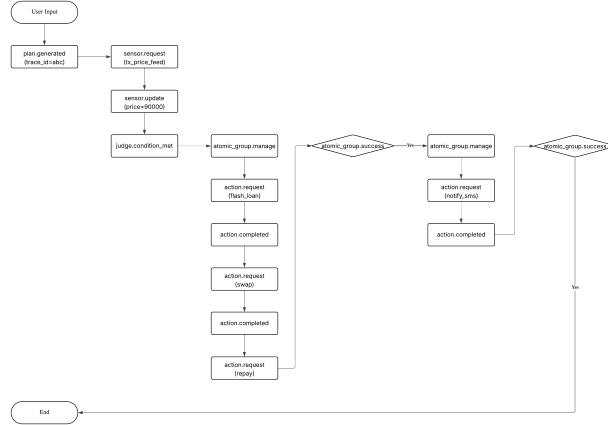 User Input
plan.generated
(trace_id=abc)
sensor.request
(tx_price_feed)
sensor.update
(price=90000)
judge.condition_met
atomic_group.manage
action.request
(flash_loan)
action.completed
action.request
(swap)
action.completed
action.request
(repay)
atomic_group.success
Yes
atomic_group.manage
action.request
(notify_sms)
action.completed
atomic_group.success
Yes
End